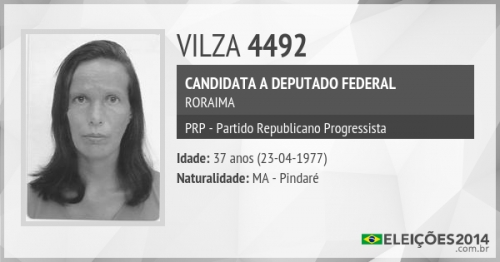 VILZA 4492
CANDIDATA A DEPUTADO FEDERAL
RORAIMA
PRP - Partido Republicano Progressista
Idade: 37 anos (23-04-1977)
Naturalidade: MA - Pindaré
ELEIÇÕES2014
.com.br